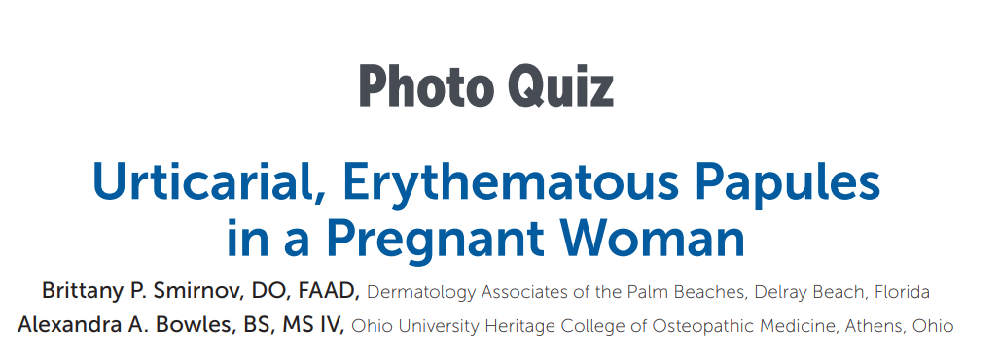 Photo Quiz
Urticarial, Erythematous Papules
in a Pregnant Woman
Brittany P. Smirnov, DO, FAAD, Dermatology Associates of the Palm Beaches, Delray Beach, Florida
Alexandra A. Bowles, BS, MS IV, Ohio University Heritage College of Osteopathic Medicine, Athens, Ohio